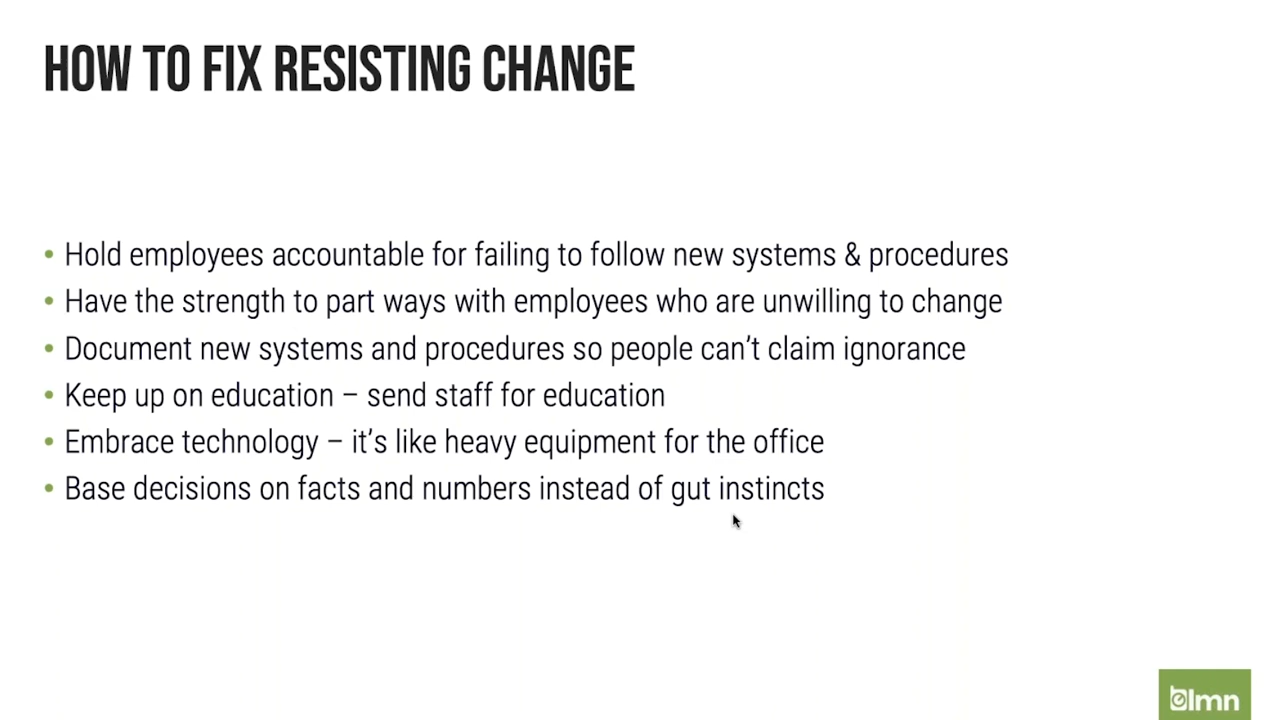 HOW TO FIX RESISTING CHANGE
• Hold employees accountable for failing to follow new systems & procedures
• Have the strength to part ways with employees who are unwilling to change
• Document new systems and procedures so people can’t claim ignorance
• Keep up on education – send staff for education
• Embrace technology – it’s like heavy equipment for the office
• Base decisions on facts and numbers instead of gut instincts
lmn